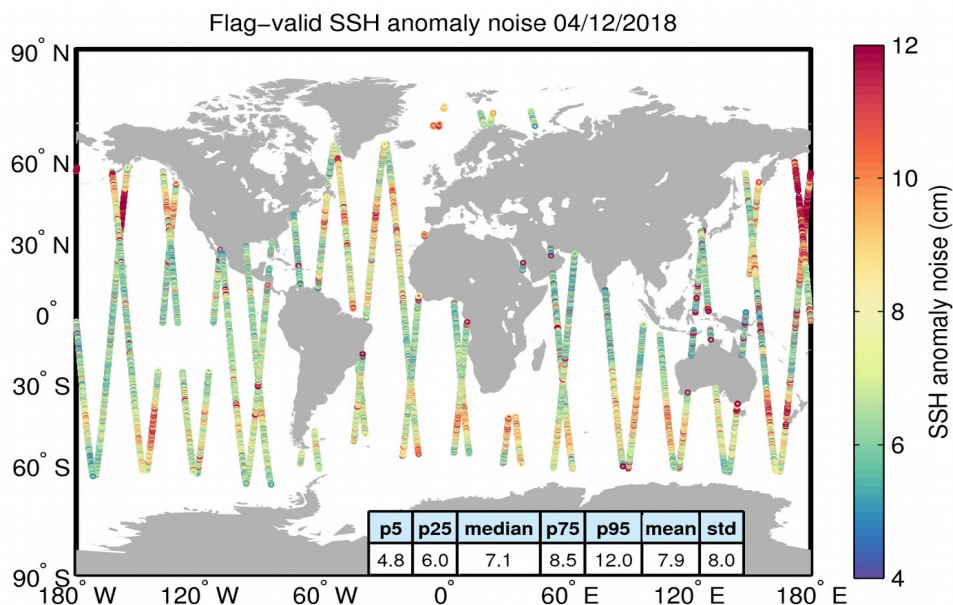 Flag−valid SSH anomaly noise 04/12/2018
90° N
60° N
30° N
0°
30° S
60° S
90° S
180° W
120° W
60° W
0°
60° E
120° E
180° E
p5 p25 median p75 p95 mean std
4.8 6.0 7.1 8.5 12.0 7.9 8.0
12
10
8
6
4
SSH anomaly noise (cm)